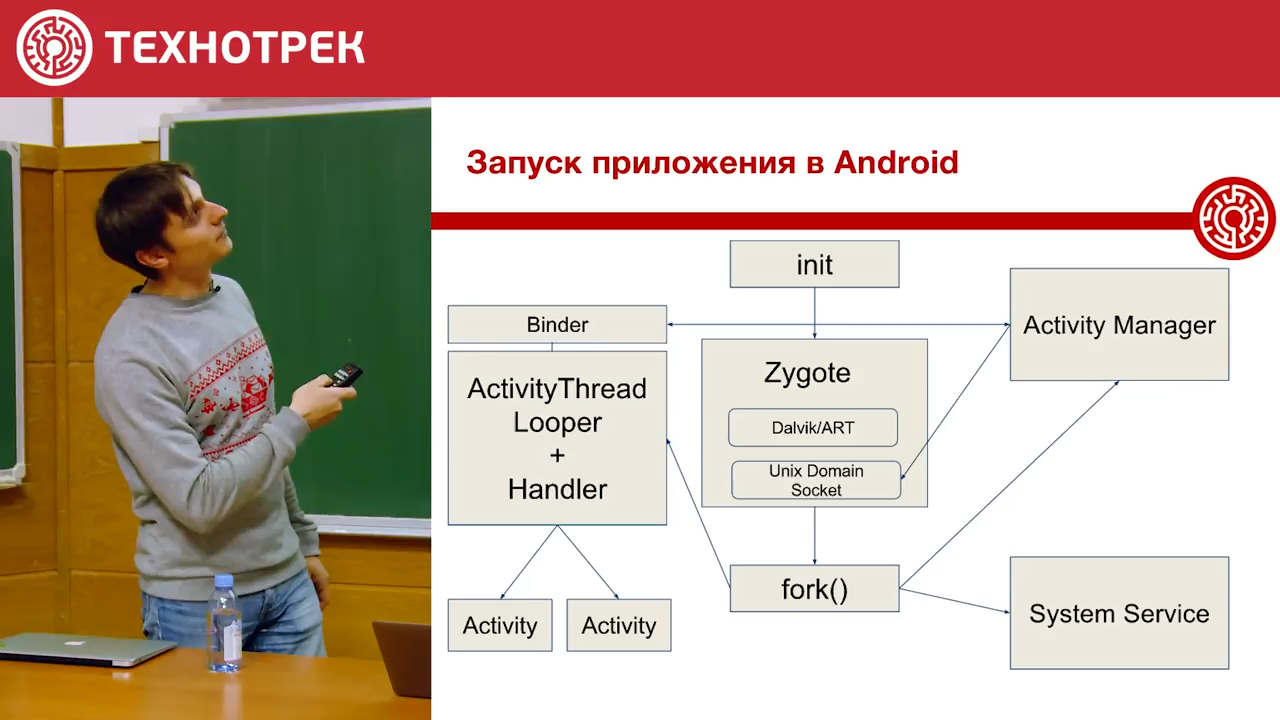 ТЕХНОТРЕК
Запуск приложения в Android
init
Binder
Activity Manager
ActivityThread
Looper
+
Handler
Zygote
Dalvik/ART
Unix Domain
Socket
fork()
Activity
Activity
System Service